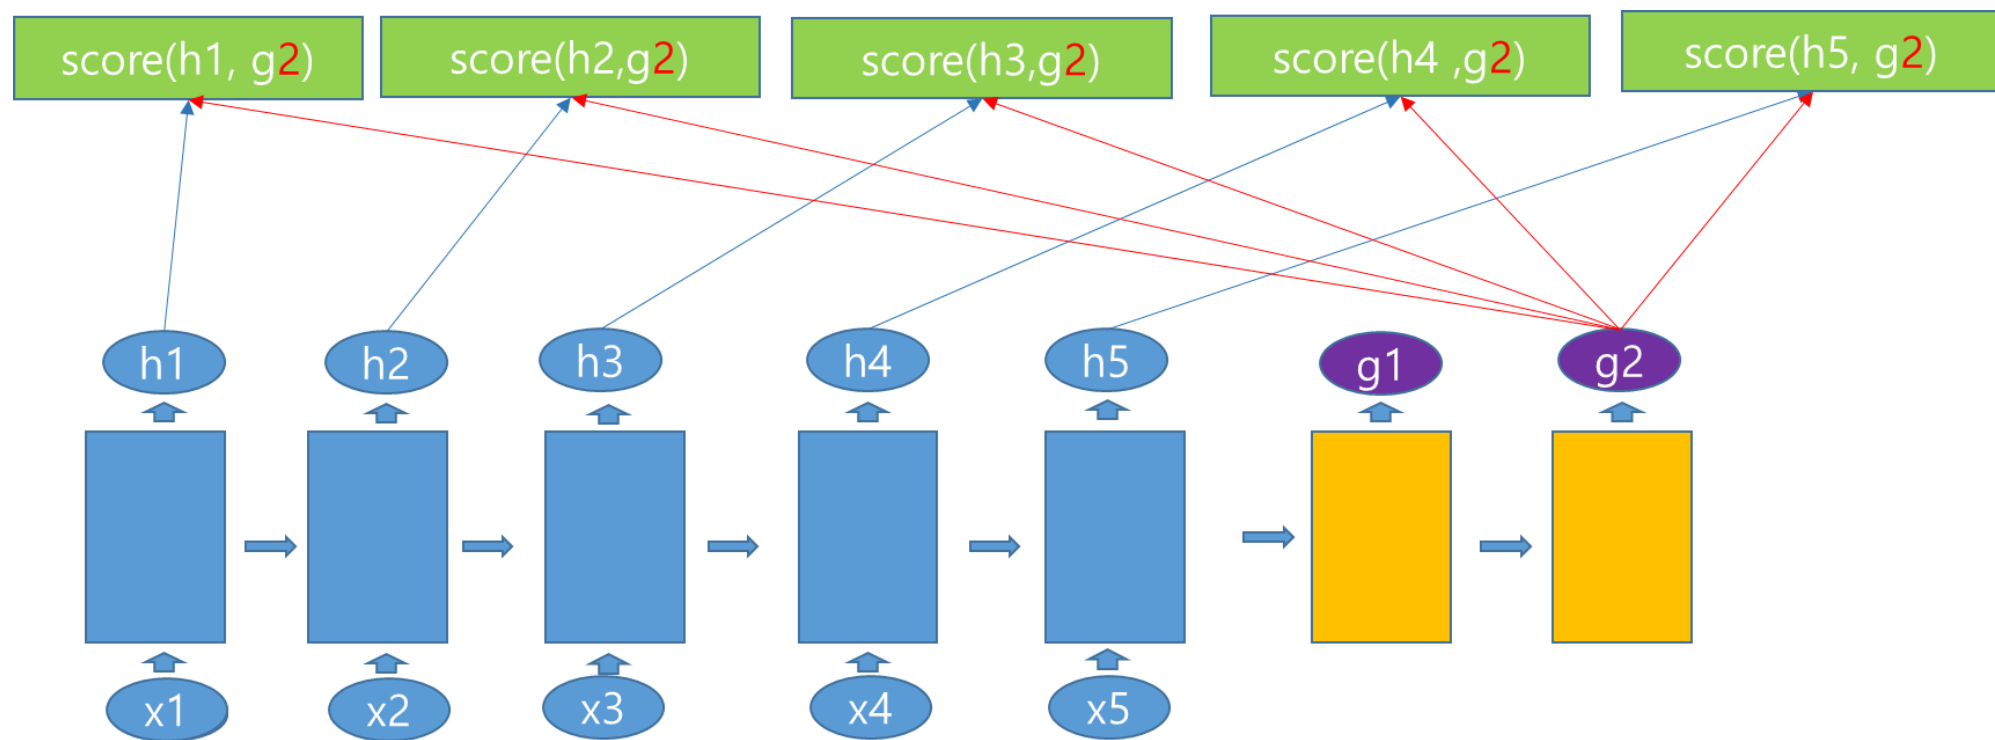 score(h1, g2)
score(h2,g2)
score(h3,g2)
score(h4 ,g2)
score(h5, g2)
h1
h2
h3
h4
h5
g1
g2
x1
x2
x3
x4
x5